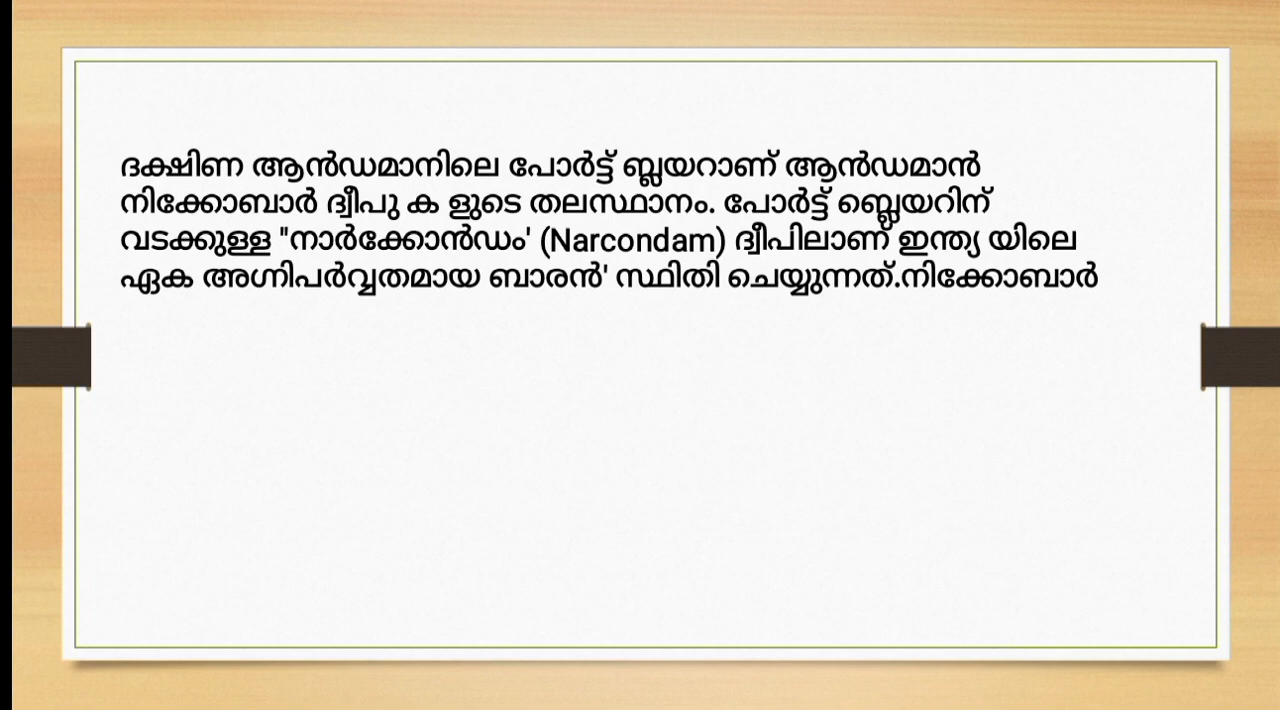 ദക്ഷിണ ആൻഡമാനിലെ പോർട്ട് ബ്ലയറാണ് ആൻഡമാൻ
നിക്കോബാർ ദ്വീപു ക ളുടെ തലസ്ഥാനം. പോർട്ട് ബ്ലെയറിന്
വടക്കുള്ള "നാർക്കോൻഡം' (Narcondam) ദ്വീപിലാണ് ഇന്ത്യ യിലെ
ഏക അഗ്നിപർവ്വതമായ ബാരൻ' സ്ഥിതി ചെയ്യുന്നത്.നിക്കോബാർ